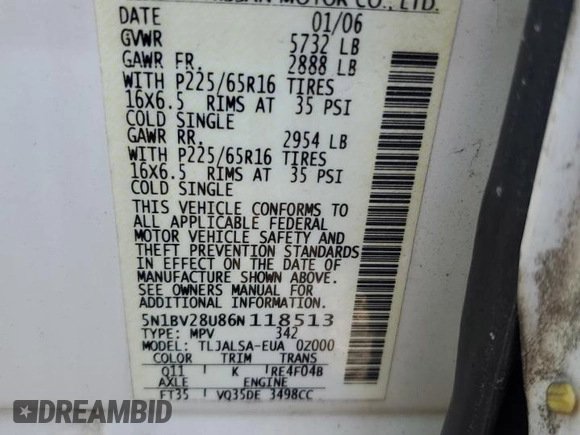 NISSAN MOTOR CO., LTD.
DATE 01/06
GVWR 5732 LB
GAWR FR. 2888 LB
WITH P225/65R16 TIRES
16X6.5 RIMS AT 35 PSI
COLD SINGLE
GAWR RR. 2954 LB
WITH P225/65R16 TIRES
16X6.5 RIMS AT 35 PSI
COLD SINGLE
THIS VEHICLE CONFORMS TO
ALL APPLICABLE FEDERAL
MOTOR VEHICLE SAFETY AND
THEFT PREVENTION STANDARDS
IN EFFECT ON THE DATE OF
MANUFACTURE SHOWN ABOVE.
SEE OWNERS MANUAL FOR
ADDITIONAL INFORMATION.
5N1BV28U86N118513
TYPE: MPV 342
MODEL: TLJALSA-EUA 0Z000
COLOR TRIM TRANS
Q11 K RE4F04B
AXLE ENGINE
FT35 VQ35DE 3498CC
EPICVIN